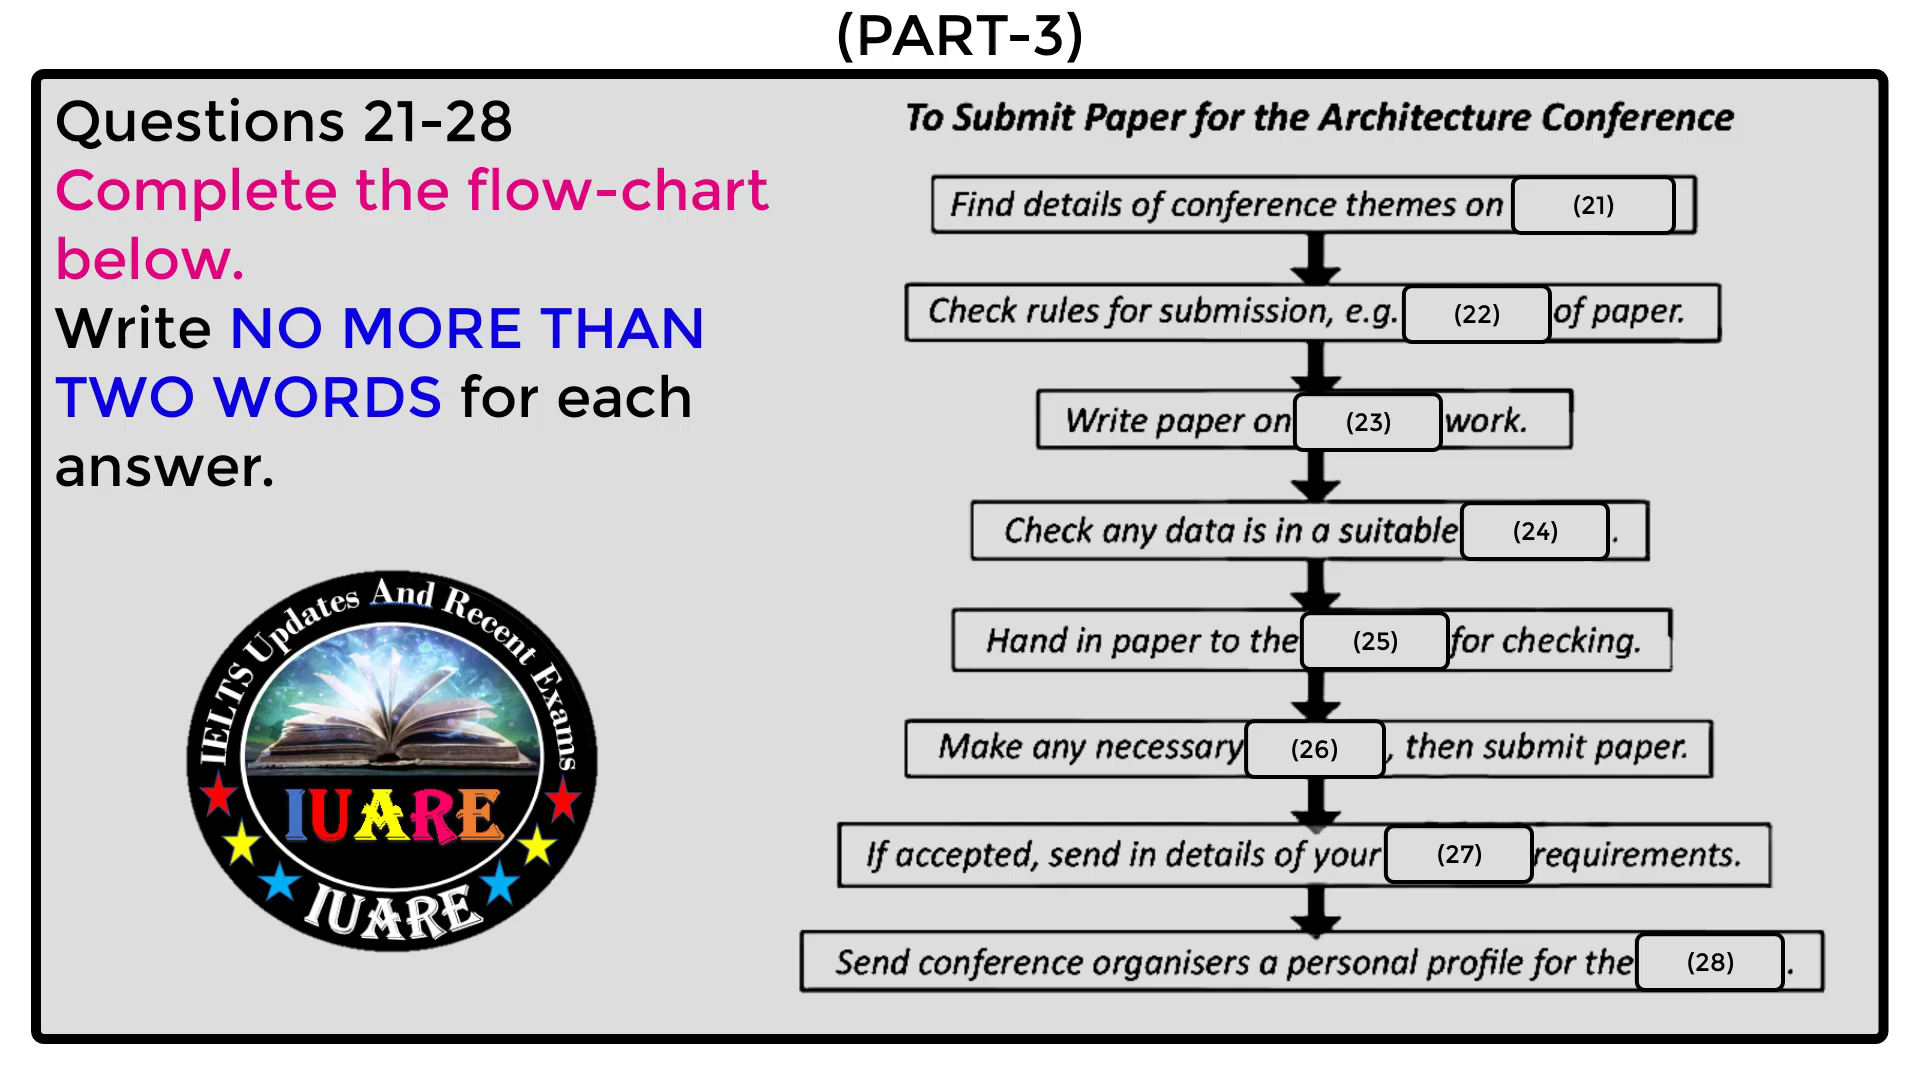 (PART-3)
Questions 21-28
Complete the flow-chart
below.
Write NO MORE THAN
TWO WORDS for each
answer.
IELTS Updates And Recent Exams
IUARE
IUARE
To Submit Paper for the Architecture Conference
Find details of conference themes on (21)
Check rules for submission, e.g. (22) of paper.
Write paper on (23) work.
Check any data is in a suitable (24) .
Hand in paper to the (25) for checking.
Make any necessary (26) , then submit paper.
If accepted, send in details of your (27) requirements.
Send conference organisers a personal profile for the (28) .